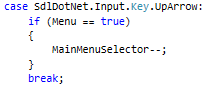 case SdlDotNet.Input.Key.UpArrow:
if (Menu == true)
{
MainMenuSelector--;
}
break;